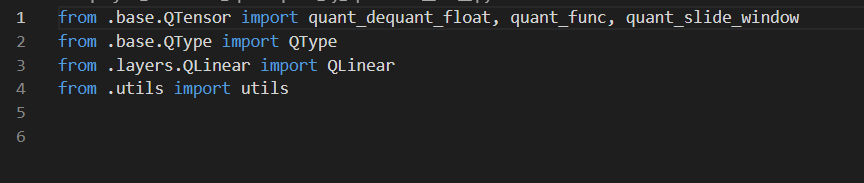 1 from .base.QTensor import quant_dequant_float, quant_func, quant_slide_window
2 from .base.QType import QType
3 from .layers.QLinear import QLinear
4 from .utils import utils
5
6